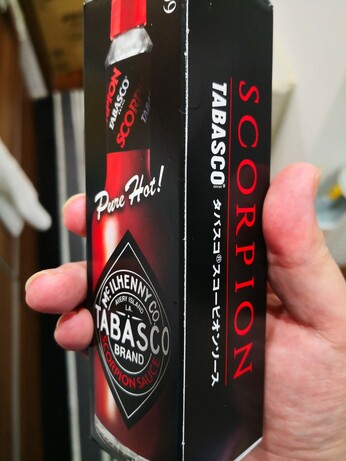 TABASCO
SCORPION
Pure Hot!
McILHENNY CO.
AVERY ISLAND
LA.
TABASCO
BRAND
SCORPION SAUCE
SCORPION
TABASCO®
タバスコ®スコーピオンソース